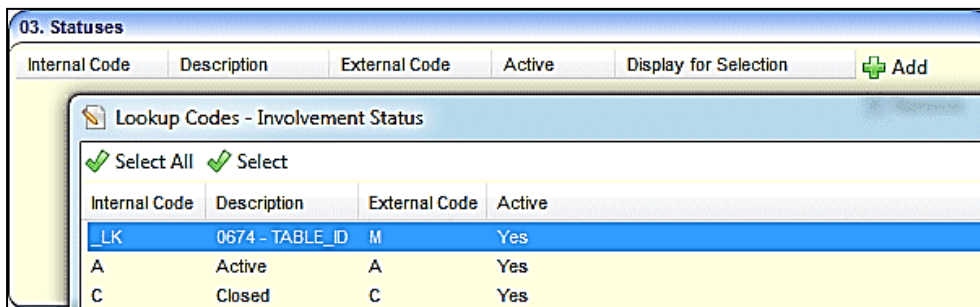 03. Statuses
Internal Code Description External Code Active Display for Selection Add
Lookup Codes - Involvement Status
Select All Select
Internal Code Description External Code Active
_LK 0674 - TABLE_ID M Yes
A Active A Yes
C Closed C Yes